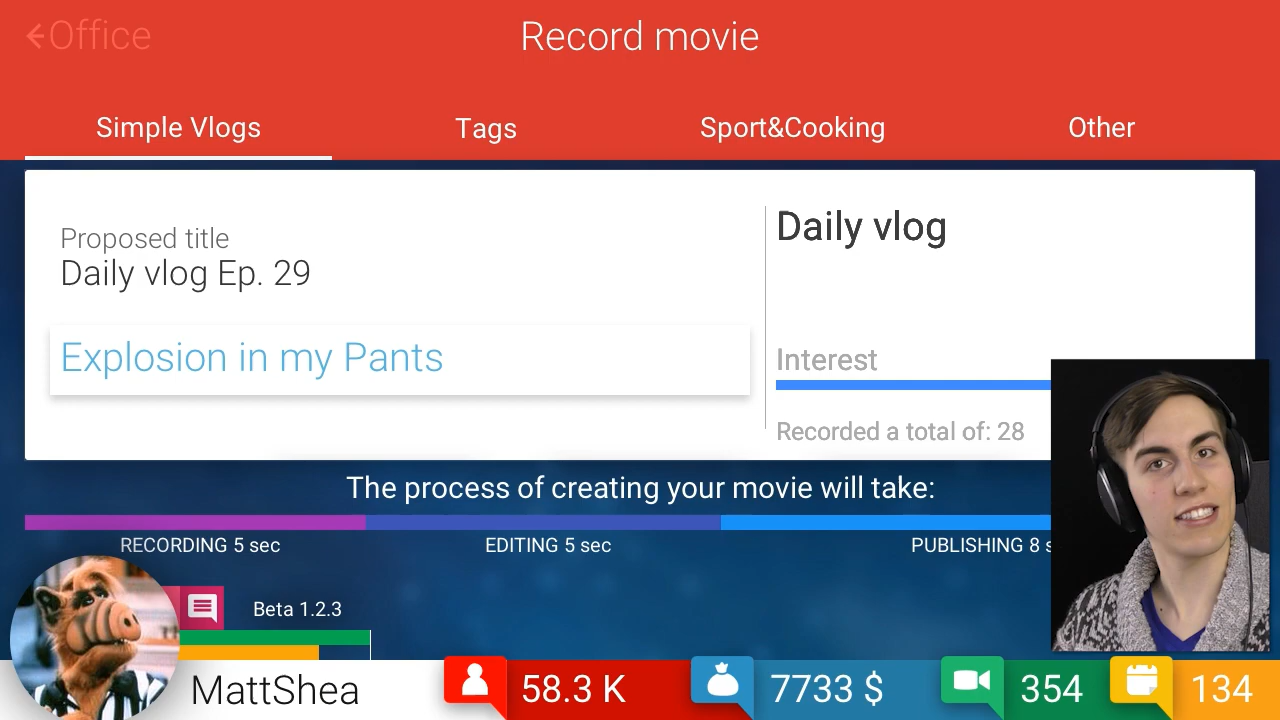 Office
Record movie
Simple Vlogs
Tags
Sport&Cooking
Other
Proposed title
Daily vlog Ep. 29
Explosion in my Pants
Daily vlog
Interest
Recorded a total of: 28
The process of creating your movie will take:
RECORDING 5 sec
EDITING 5 sec
PUBLISHING 8 s
Beta 1.2.3
MattShea
58.3 K
7733 $
354
134